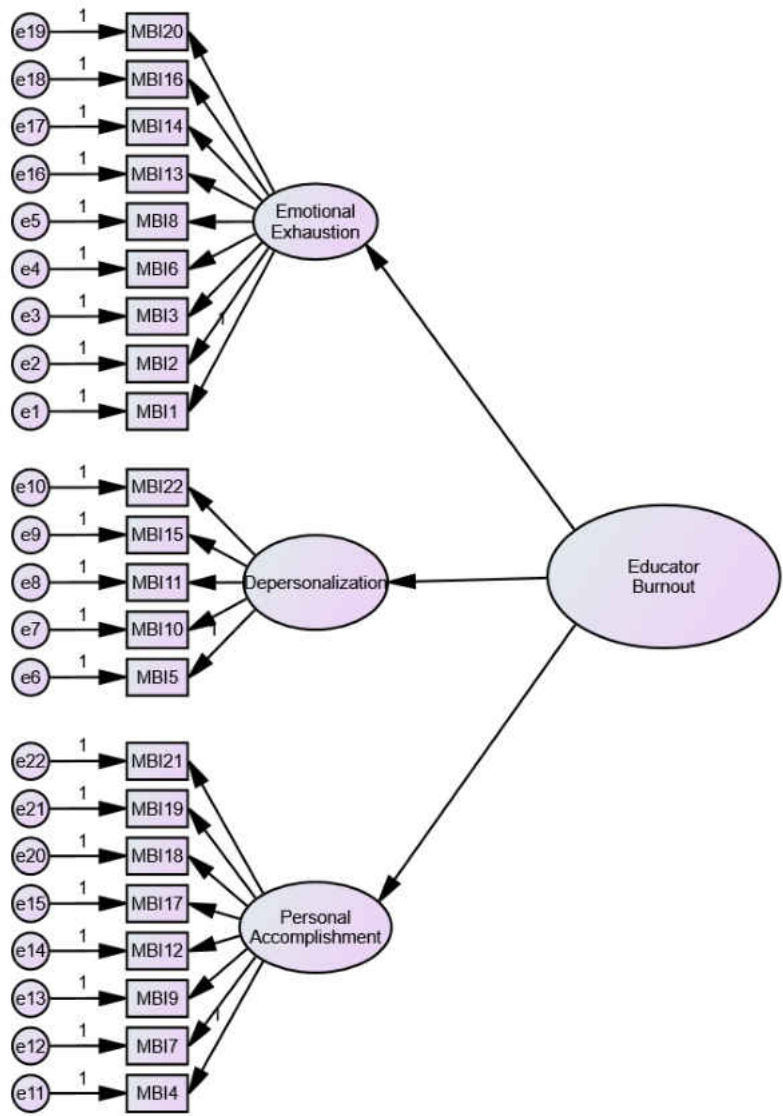 e19 1 MBI20
e18 1 MBI16
e17 1 MBI14
e16 1 MBI13
e5 1 MBI8
e4 1 MBI6
e3 1 MBI3
e2 1 MBI2
e1 1 MBI1
1
Emotional
Exhaustion
e10 1 MBI22
e9 1 MBI15
e8 1 MBI11
e7 1 MBI10
e6 1 MBI5
1
Depersonalization
Educator
Burnout
e22 1 MBI21
e21 1 MBI19
e20 1 MBI18
e15 1 MBI17
e14 1 MBI12
e13 1 MBI9
e12 1 MBI7
e11 1 MBI4
1
Personal
Accomplishment